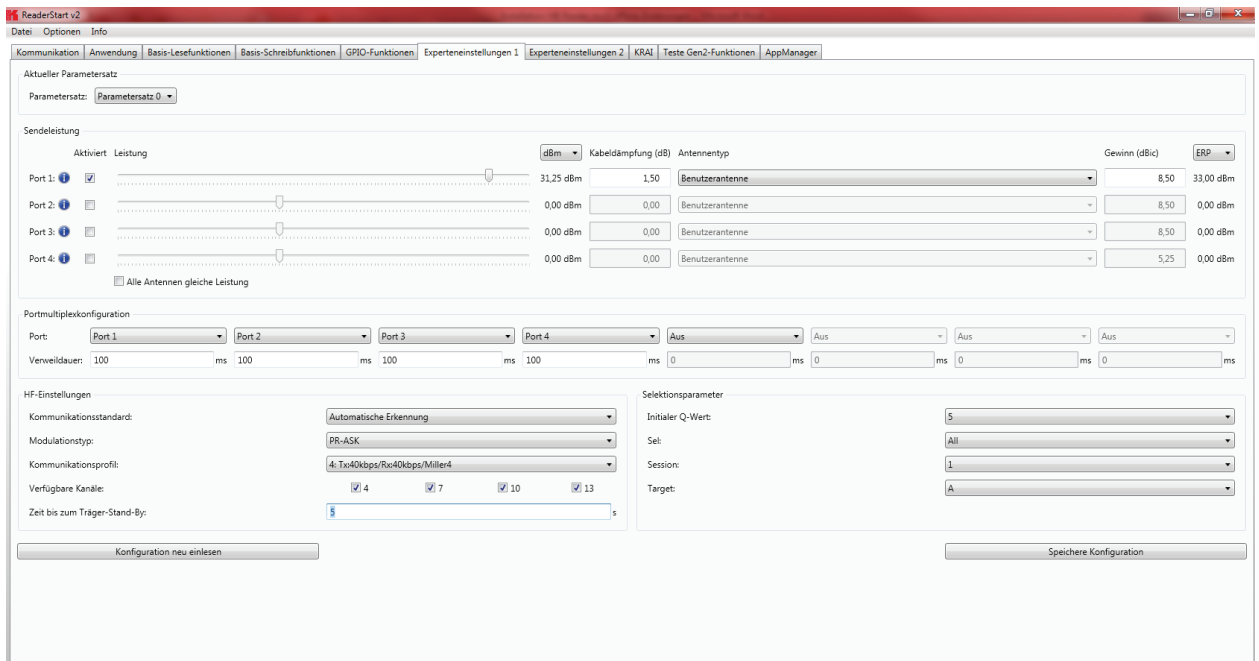 ReaderStart v2
Datei Optionen Info
Kommunikation Anwendung Basis-Lesefunktionen Basis-Schreibfunktionen GPIO-Funktionen Experteneinstellungen 1 Experteneinstellungen 2 KRAI Teste Gen2-Funktionen AppManager
Aktueller Parametersatz
Parametersatz: Parametersatz 0
Sendeleistung
Aktiviert Leistung dBm Kabeldämpfung (dB) Antennentyp Gewinn (dBic) ERP
Port 1: 31,25 dBm 1,50 Benutzerantenne 8,50 33,00 dBm
Port 2: 0,00 dBm 0,00 Benutzerantenne 8,50 0,00 dBm
Port 3: 0,00 dBm 0,00 Benutzerantenne 8,50 0,00 dBm
Port 4: 0,00 dBm 0,00 Benutzerantenne 5,25 0,00 dBm
Alle Antennen gleiche Leistung
Portmultiplexkonfiguration
Port: Port 1 Port 2 Port 3 Port 4 Aus Aus Aus Aus
Verweildauer: 100 ms 100 ms 100 ms 100 ms 0 ms 0 ms 0 ms 0 ms
HF-Einstellungen Selektionsparameter
Kommunikationsstandard: Automatische Erkennung Initialer Q-Wert: 5
Modulationstyp: PR-ASK Sel: All
Kommunikationsprofil: 4: Tx:40kbps/Rx:40kbps/Miller4 Session: 1
Verfügbare Kanäle: 4 7 10 13 Target: A
Zeit bis zum Träger-Stand-By: 5 s
Konfiguration neu einlesen Speichere Konfiguration